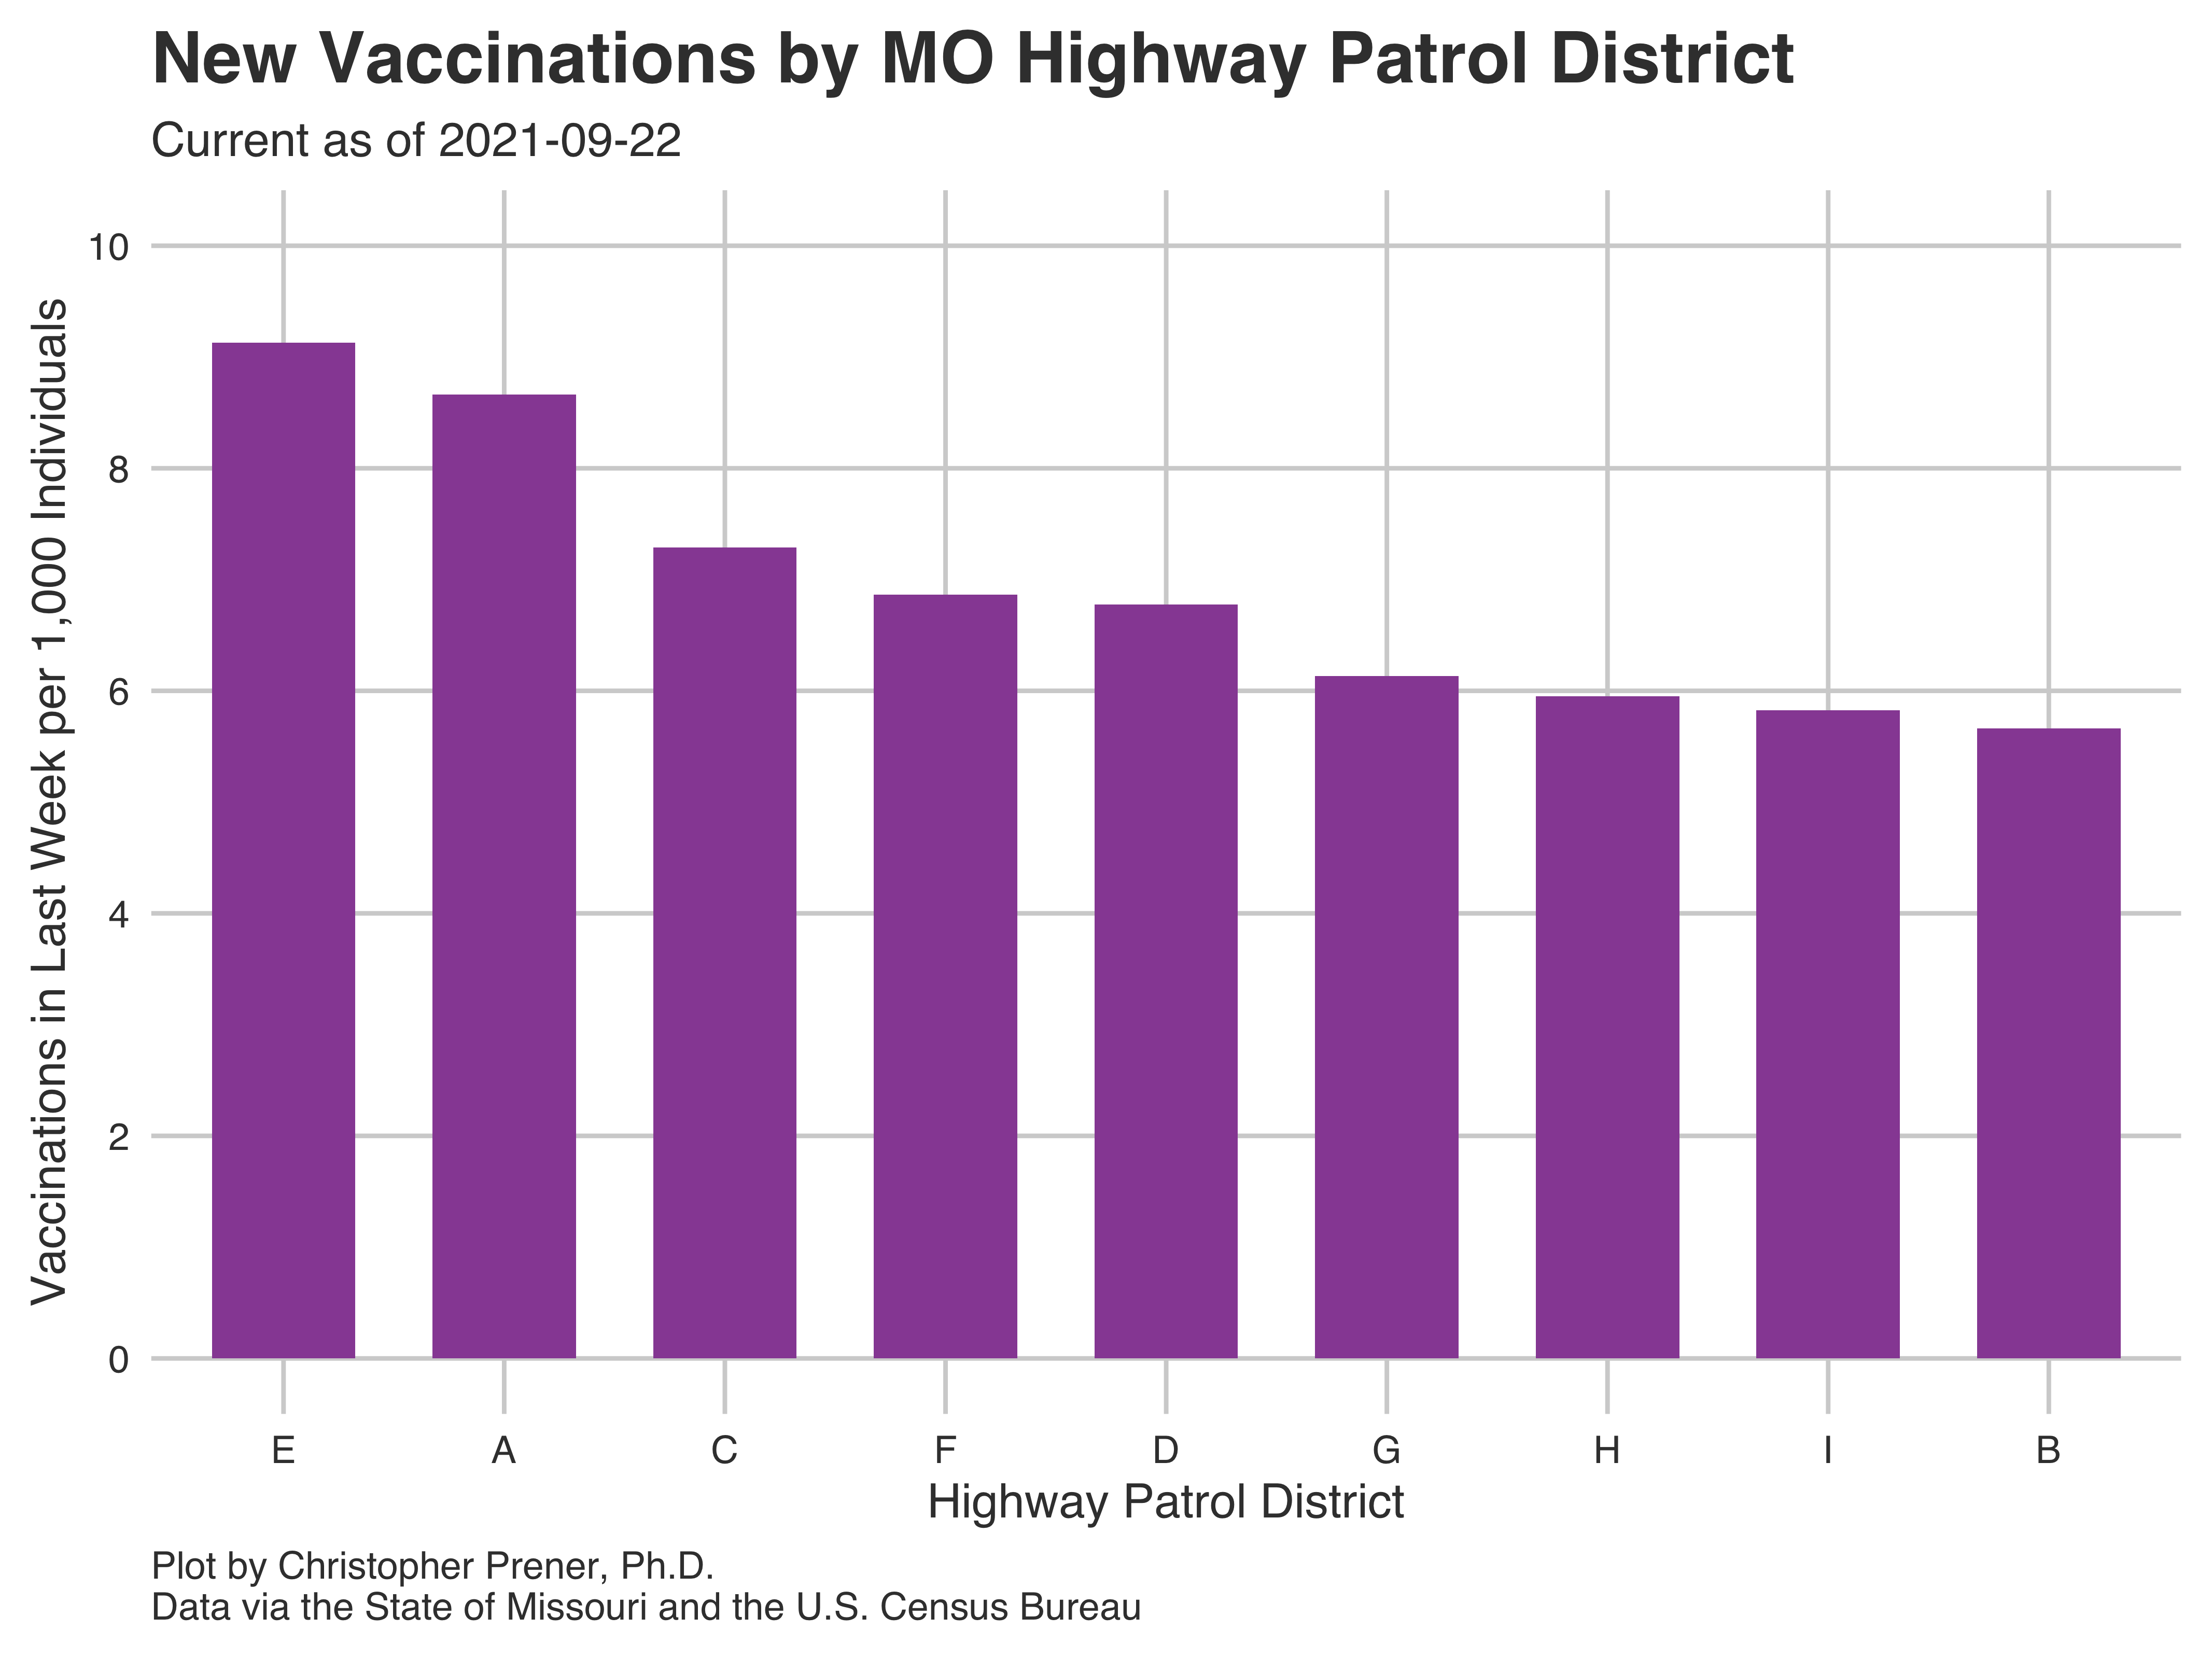 New Vaccinations by MO Highway Patrol District
Current as of 2021-09-22
Vaccinations in Last Week per 1,000 Individuals
10
8
6
4
2
0
E A C F D G H I B
Highway Patrol District
Plot by Christopher Prener, Ph.D.
Data via the State of Missouri and the U.S. Census Bureau